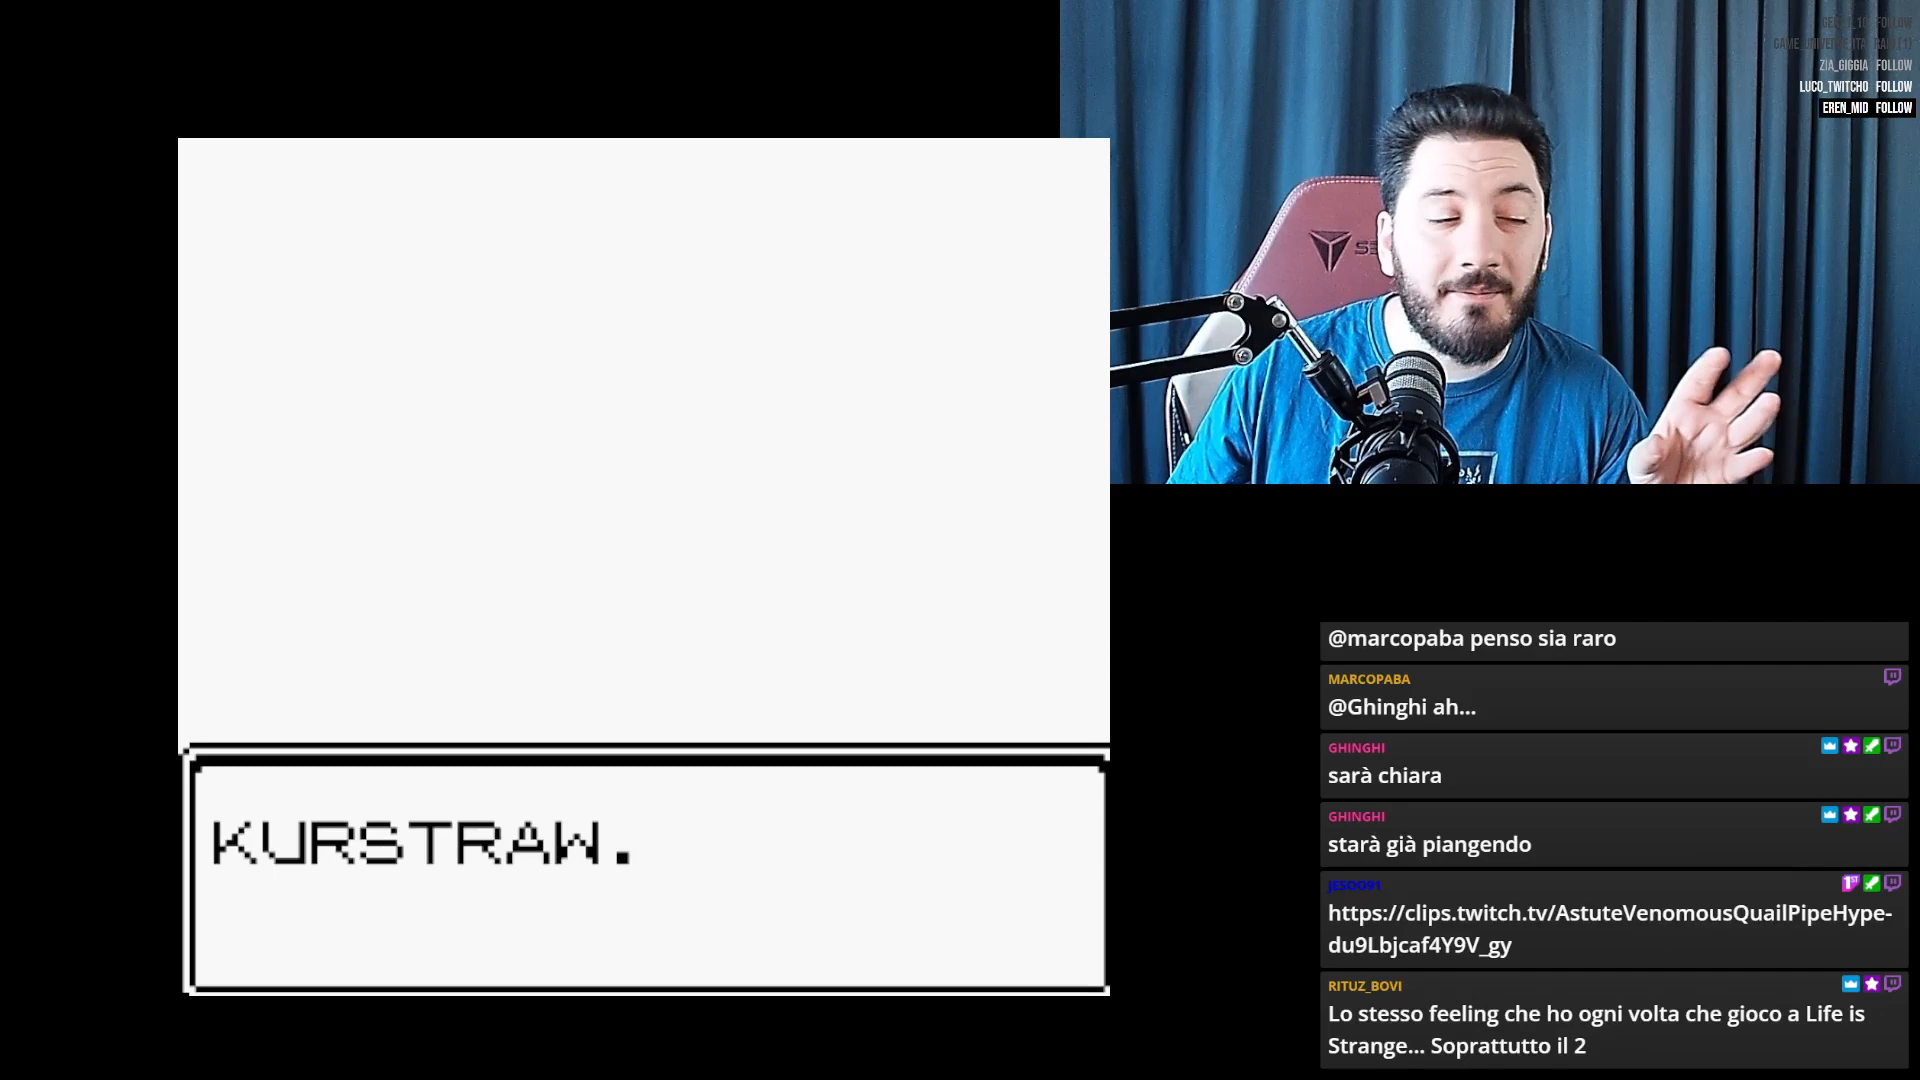 ZIA_GIGGIA FOLLOW
LUCO_TWITCHO FOLLOW
EREN_MID FOLLOW
KURSTRAW.
@marcopaba penso sia raro
MARCOPABA
@Ghinghi ah...
GHINGHI
sarà chiara
GHINGHI
starà già piangendo
JESOO91
https://clips.twitch.tv/AstuteVenomousQuailPipeHype-
du9Lbjcaf4Y9V_gy
RITUZ_BOVI
Lo stesso feeling che ho ogni volta che gioco a Life is
Strange... Soprattutto il 2